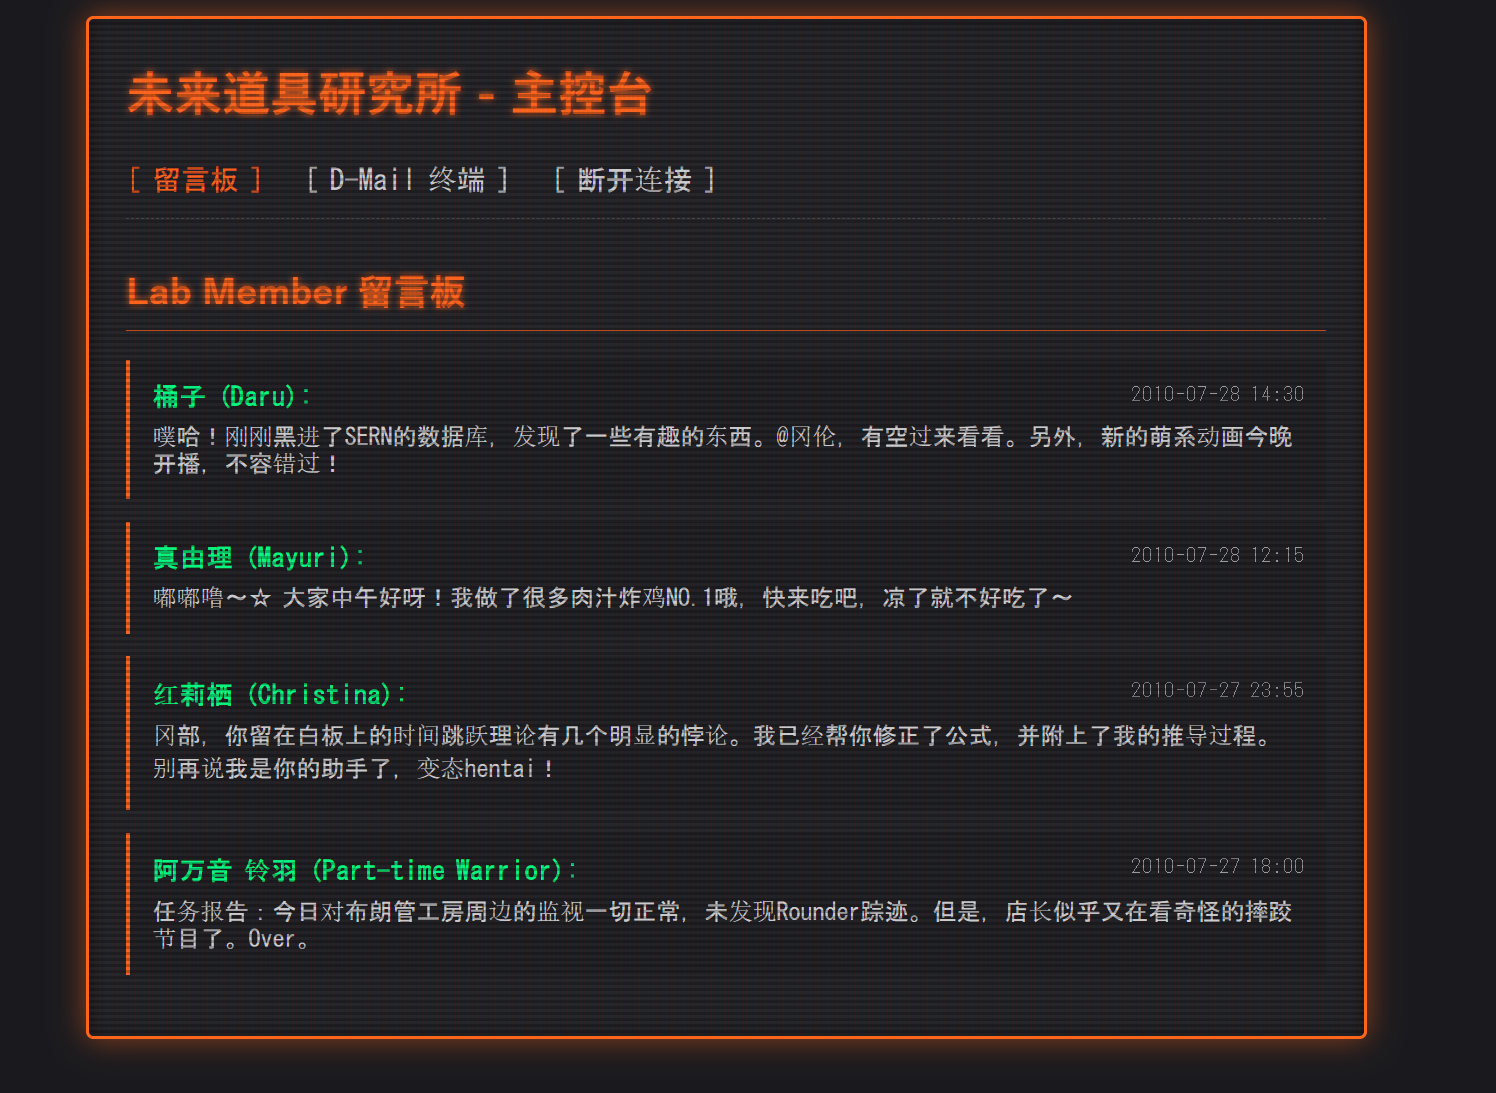 未来道具研究所 - 主控台
[ 留言板 ] [ D-Mail 终端 ] [ 断开连接 ]
Lab Member 留言板
桶子 (Daru): 2010-07-28 14:30
噗哈！刚刚黑进了SERN的数据库，发现了一些有趣的东西。@冈伦，有空过来看看。另外，新的萌系动画今晚
开播，不容错过！
真由理 (Mayuri): 2010-07-28 12:15
嘟嘟噜～☆ 大家中午好呀！我做了很多肉汁炸鸡NO.1哦，快来吃吧，凉了就不好吃了～
红莉栖 (Christina): 2010-07-27 23:55
冈部，你留在白板上的时间跳跃理论有几个明显的悖论。我已经帮你修正了公式，并附上了我的推导过程。
别再说我是你的助手了，变态hentai！
阿万音 铃羽 (Part-time Warrior): 2010-07-27 18:00
任务报告：今日对布朗管工房周边的监视一切正常，未发现Rounder踪迹。但是，店长似乎又在看奇怪的摔跤
节目了。Over。